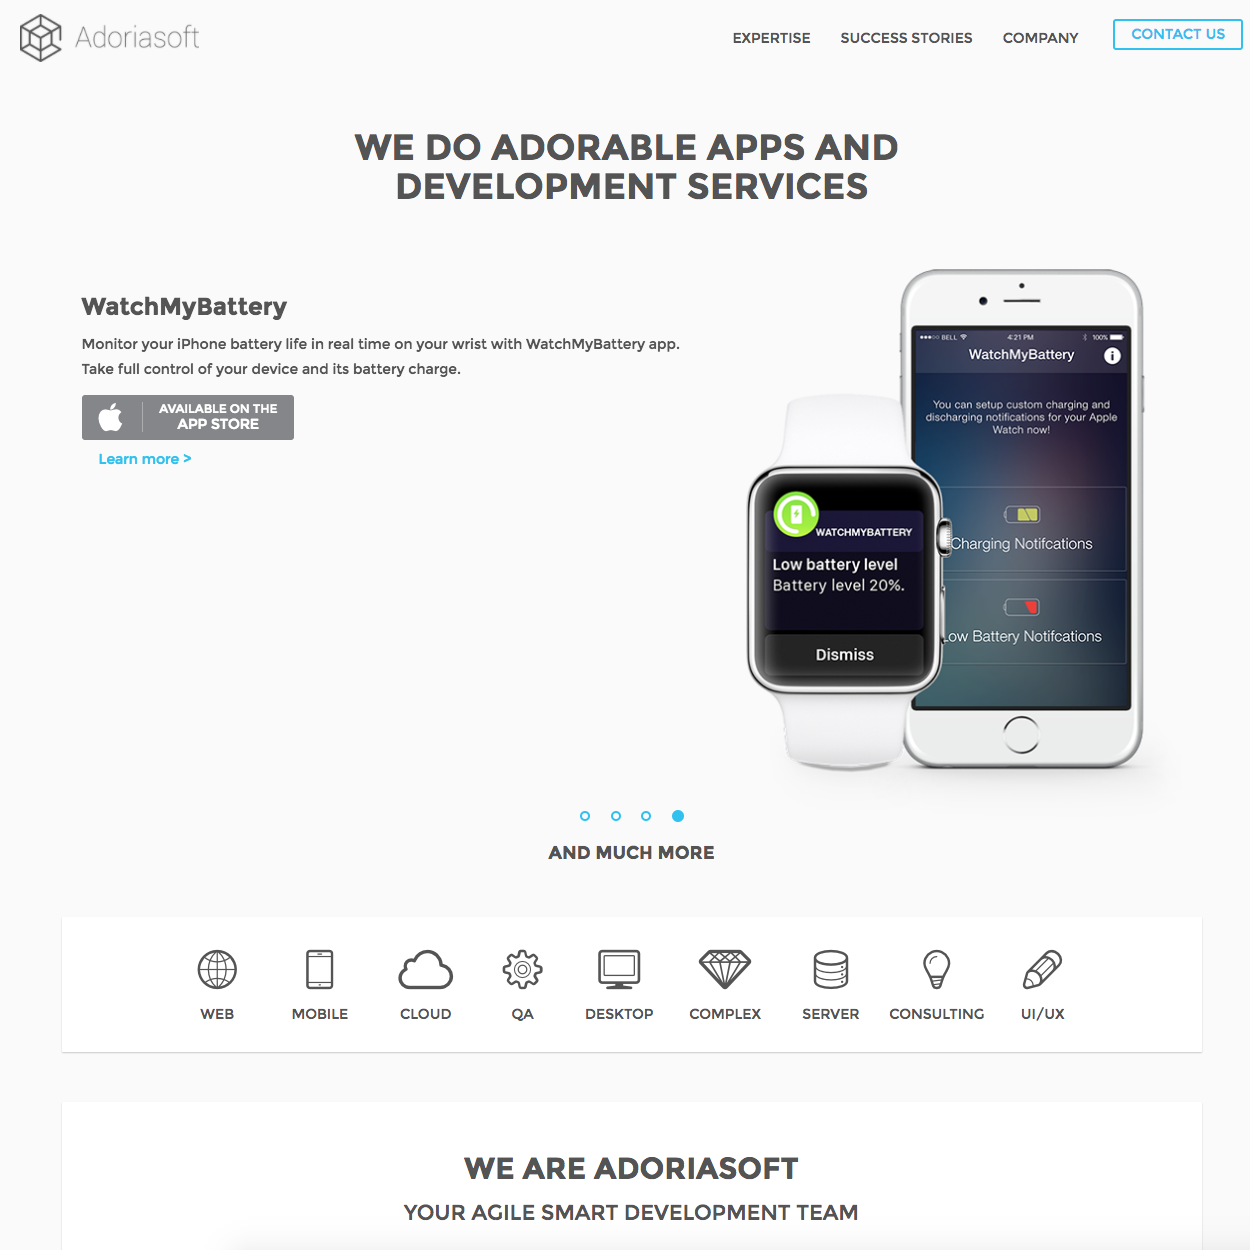 Adoriasoft
EXPERTISE
SUCCESS STORIES
COMPANY
CONTACT US
WE DO ADORABLE APPS AND
DEVELOPMENT SERVICES
WatchMyBattery
Monitor your iPhone battery life in real time on your wrist with WatchMyBattery app.
Take full control of your device and its battery charge.
AVAILABLE ON THE
APP STORE
Learn more >
BELL
4:21 PM
100%
WatchMyBattery
You can setup custom charging and
discharging notifications for your Apple
Watch now!
Charging Notifcations
Low Battery Notifcations
WATCHMYBATTERY
Low battery level
Battery level 20%.
Dismiss
AND MUCH MORE
WEB
MOBILE
CLOUD
QA
DESKTOP
COMPLEX
SERVER
CONSULTING
UI/UX
WE ARE ADORIASOFT
YOUR AGILE SMART DEVELOPMENT TEAM